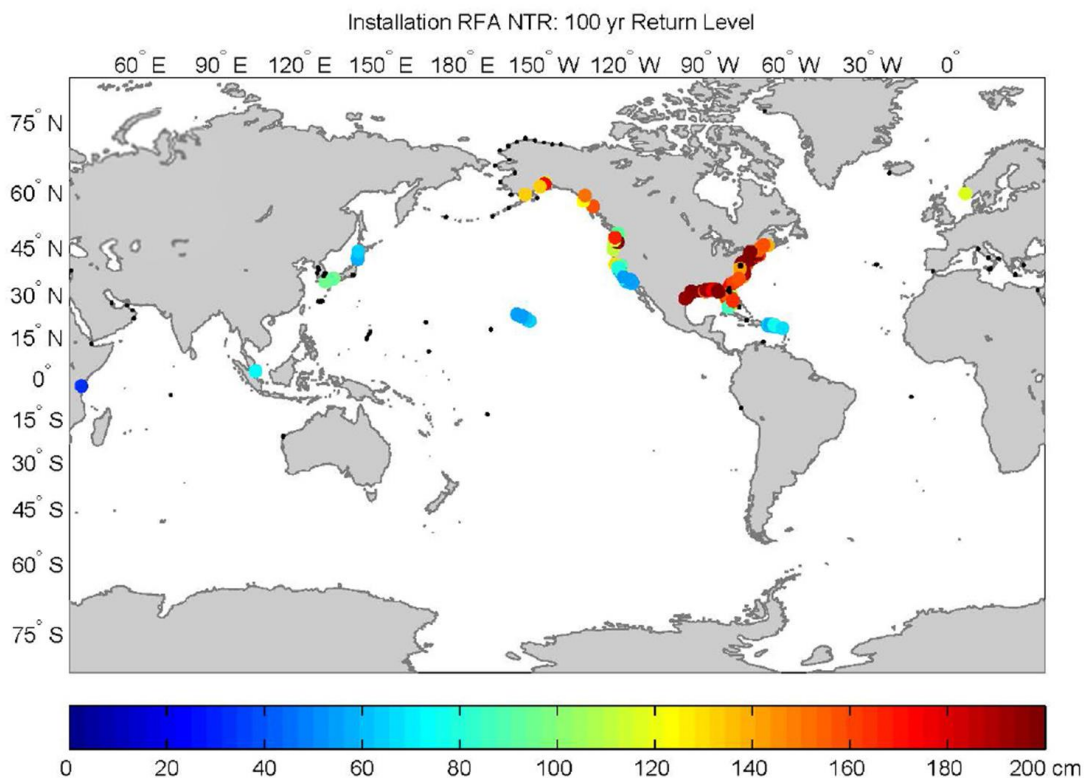 Installation RFA NTR: 100 yr Return Level
60° E 90° E 120° E 150° E 180° E 150° W 120° W 90° W 60° W 30° W 0°
75° N
60° N
45° N
30° N
15° N
0°
15° S
30° S
45° S
60° S
75° S
0 20 40 60 80 100 120 140 160 180 200 cm